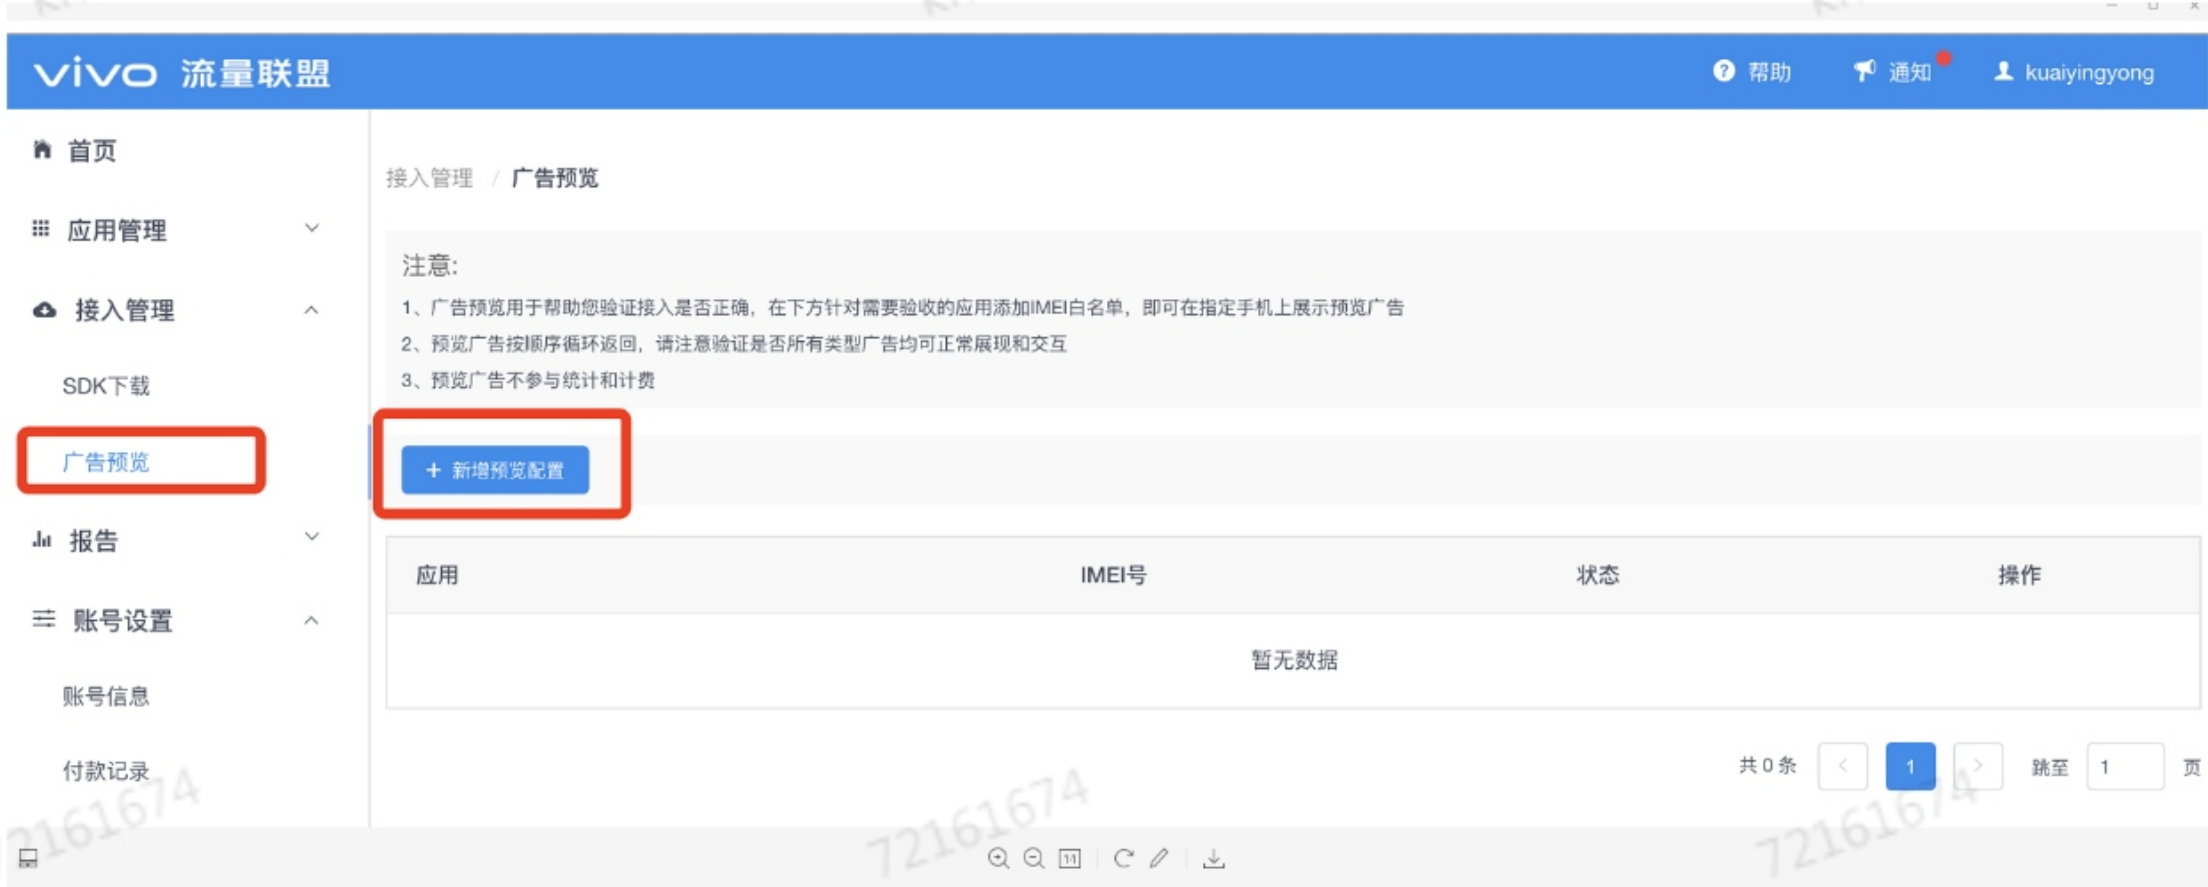 vivo 流量联盟
帮助
通知
kuaiyingyong
首页
应用管理
接入管理
SDK下载
广告预览
报告
账号设置
账号信息
付款记录
接入管理 / 广告预览
注意:
1、广告预览用于帮助您验证接入是否正确，在下方针对需要验收的应用添加IMEI白名单，即可在指定手机上展示预览广告
2、预览广告按顺序循环返回，请注意验证是否所有类型广告均可正常展现和交互
3、预览广告不参与统计和计费
+ 新增预览配置
应用 IMEI号 状态 操作
暂无数据
共 0 条 < 1 > 跳至 1 页
72161674
72161674
1:1